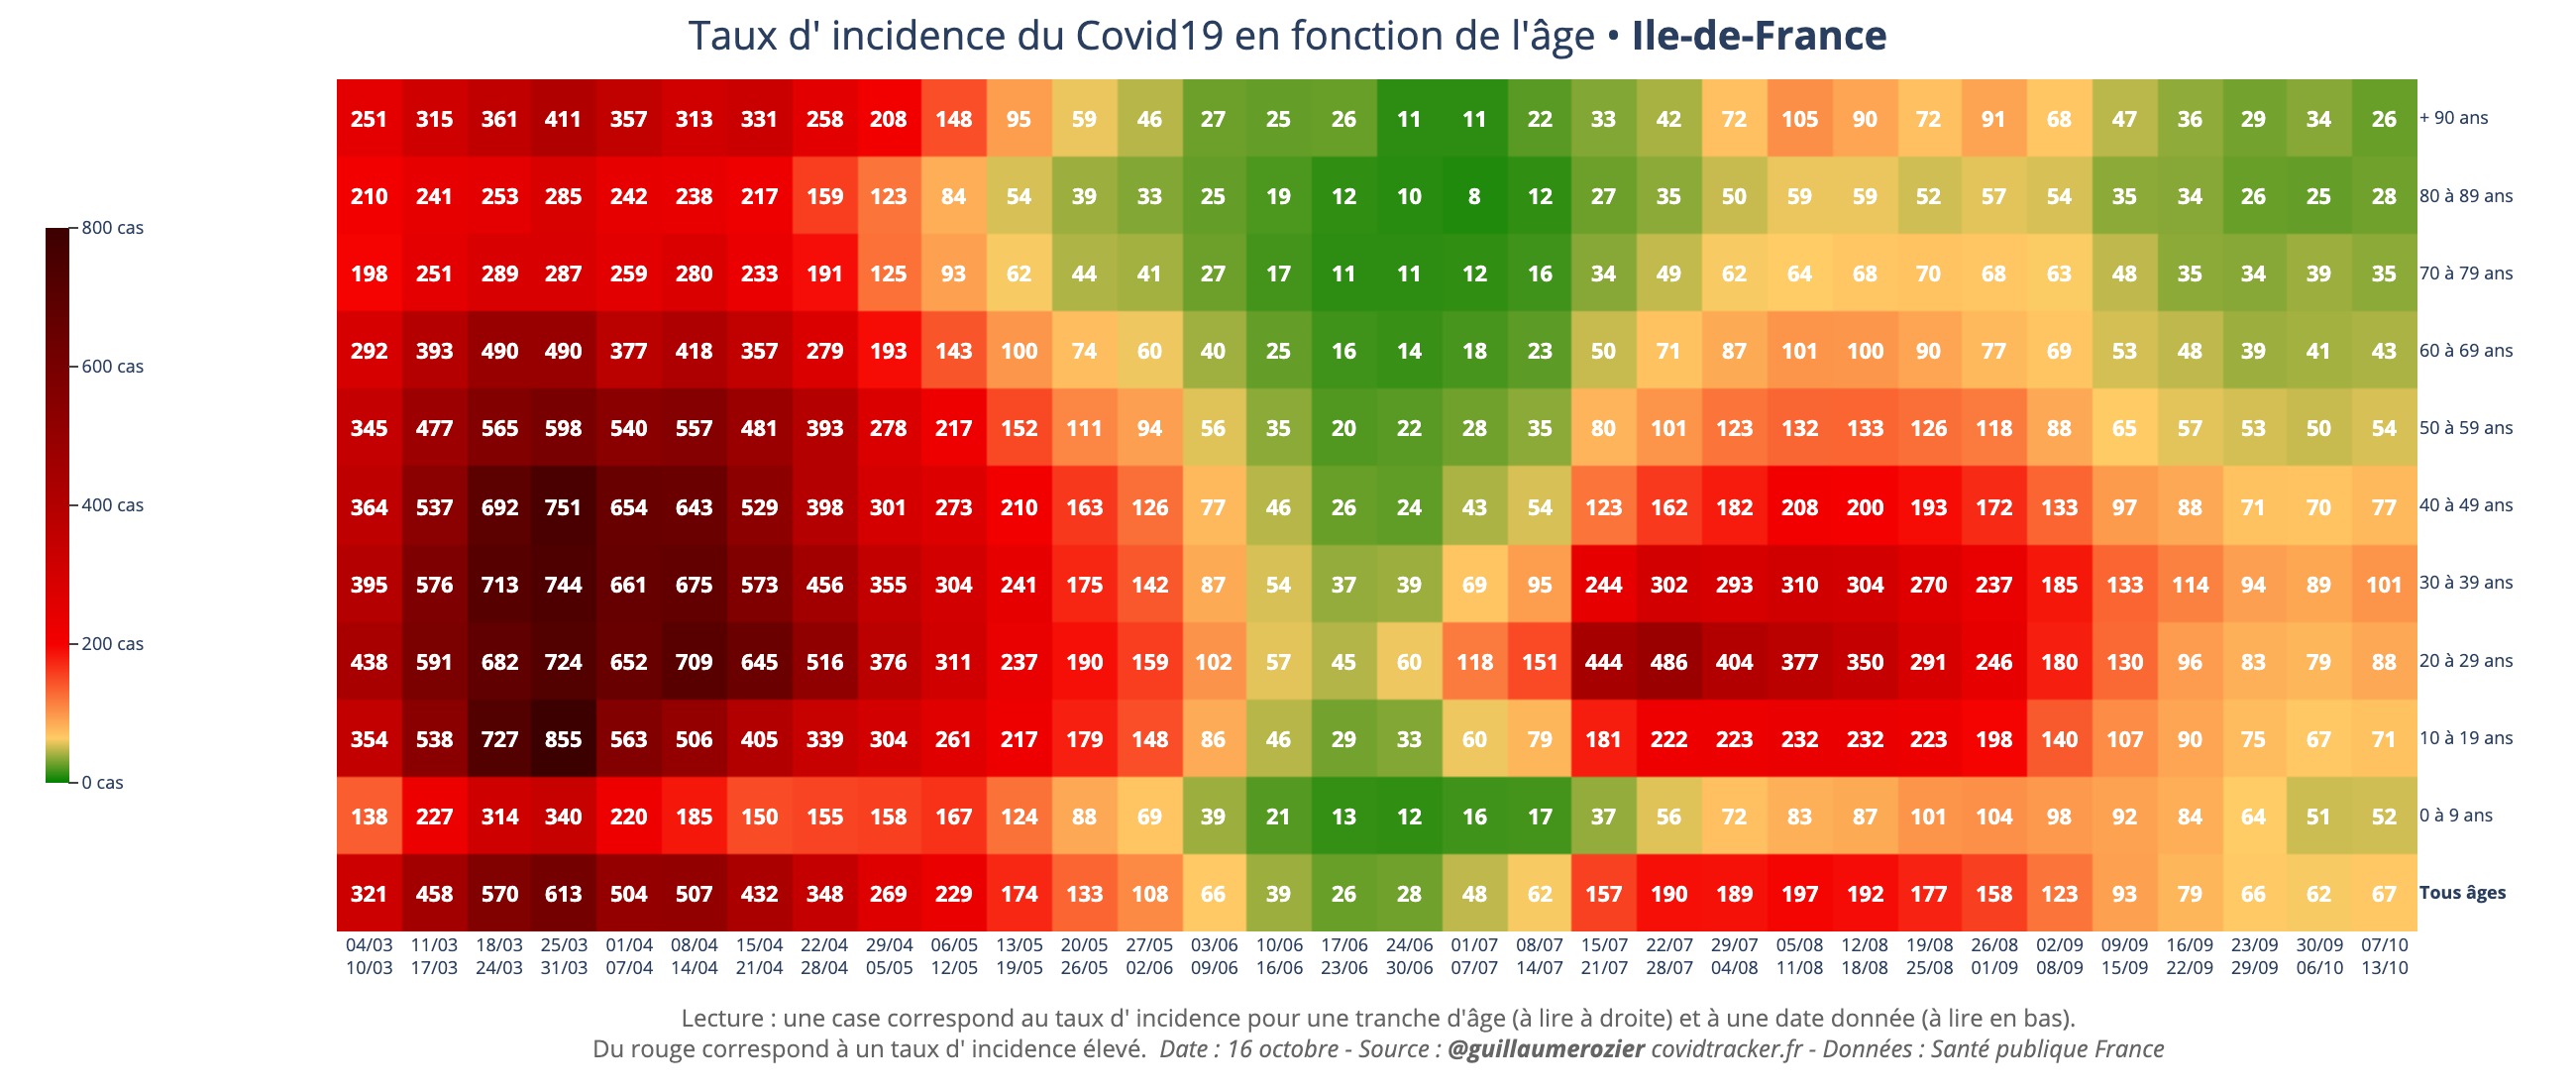 Taux d' incidence du Covid19 en fonction de l'âge • Ile-de-France
251 315 361 411 357 313 331 258 208 148 95 59 46 27 25 26 11 11 22 33 42 72 105 90 72 91 68 47 36 29 34 26 + 90 ans
210 241 253 285 242 238 217 159 123 84 54 39 33 25 19 12 10 8 12 27 35 50 59 59 52 57 54 35 34 26 25 28 80 à 89 ans
800 cas
198 251 289 287 259 280 233 191 125 93 62 44 41 27 17 11 11 12 16 34 49 62 64 68 70 68 63 48 35 34 39 35 70 à 79 ans
292 393 490 490 377 418 357 279 193 143 100 74 60 40 25 16 14 18 23 50 71 87 101 100 90 77 69 53 48 39 41 43 60 à 69 ans
600 cas
345 477 565 598 540 557 481 393 278 217 152 111 94 56 35 20 22 28 35 80 101 123 132 133 126 118 88 65 57 53 50 54 50 à 59 ans
400 cas
364 537 692 751 654 643 529 398 301 273 210 163 126 77 46 26 24 43 54 123 162 182 208 200 193 172 133 97 88 71 70 77 40 à 49 ans
395 576 713 744 661 675 573 456 355 304 241 175 142 87 54 37 39 69 95 244 302 293 310 304 270 237 185 133 114 94 89 101 30 à 39 ans
200 cas
438 591 682 724 652 709 645 516 376 311 237 190 159 102 57 45 60 118 151 444 486 404 377 350 291 246 180 130 96 83 79 88 20 à 29 ans
354 538 727 855 563 506 405 339 304 261 217 179 148 86 46 29 33 60 79 181 222 223 232 232 223 198 140 107 90 75 67 71 10 à 19 ans
0 cas
138 227 314 340 220 185 150 155 158 167 124 88 69 39 21 13 12 16 17 37 56 72 83 87 101 104 98 92 84 64 51 52 0 à 9 ans
321 458 570 613 504 507 432 348 269 229 174 133 108 66 39 26 28 48 62 157 190 189 197 192 177 158 123 93 79 66 62 67 Tous âges
04/03 11/03 18/03 25/03 01/04 08/04 15/04 22/04 29/04 06/05 13/05 20/05 27/05 03/06 10/06 17/06 24/06 01/07 08/07 15/07 22/07 29/07 05/08 12/08 19/08 26/08 02/09 09/09 16/09 23/09 30/09 07/10
10/03 17/03 24/03 31/03 07/04 14/04 21/04 28/04 05/05 12/05 19/05 26/05 02/06 09/06 16/06 23/06 30/06 07/07 14/07 21/07 28/07 04/08 11/08 18/08 25/08 01/09 08/09 15/09 22/09 29/09 06/10 13/10
Lecture : une case correspond au taux d' incidence pour une tranche d'âge (à lire à droite) et à une date donnée (à lire en bas).
Du rouge correspond à un taux d' incidence élevé. Date : 16 octobre - Source : @guillaumerozier covidtracker.fr - Données : Santé publique France